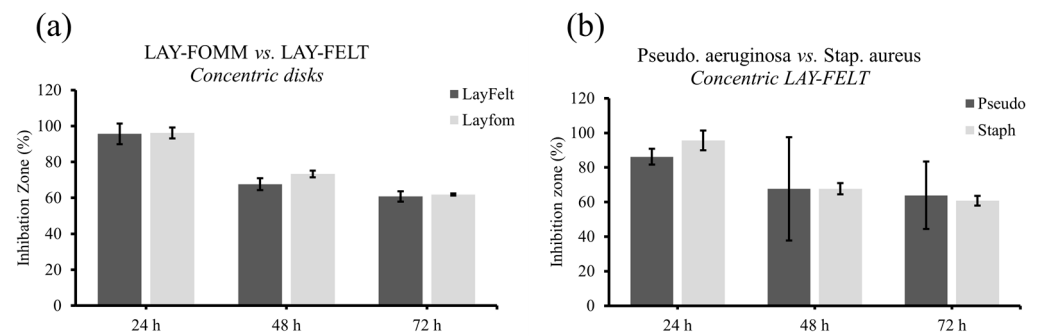 (a)
LAY-FOMM vs. LAY-FELT
Concentric disks
LayFelt
Layfom
Inhibation Zone (%)
120
100
80
60
40
20
0
24 h
48 h
72 h
(b)
Pseudo. aeruginosa vs. Stap. aureus
Concentric LAY-FELT
Pseudo
Staph
Inhibition zone (%)
120
100
80
60
40
20
0
24 h
48 h
72 h